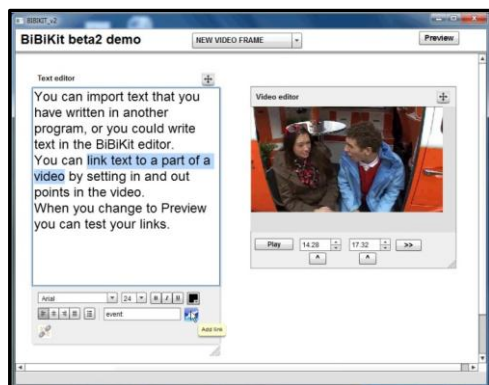 BIBIKIT_v2
BiBiKit beta2 demo
NEW VIDEO FRAME
Preview
Text editor
You can import text that you
have written in another
program, or you could write
text in the BiBiKit editor.
You can link text to a part of a
video by setting in and out
points in the video.
When you change to Preview
you can test your links.
Arial
24
B I U
event
Add link
Video editor
Play
14.28
17.32
>>
^
^